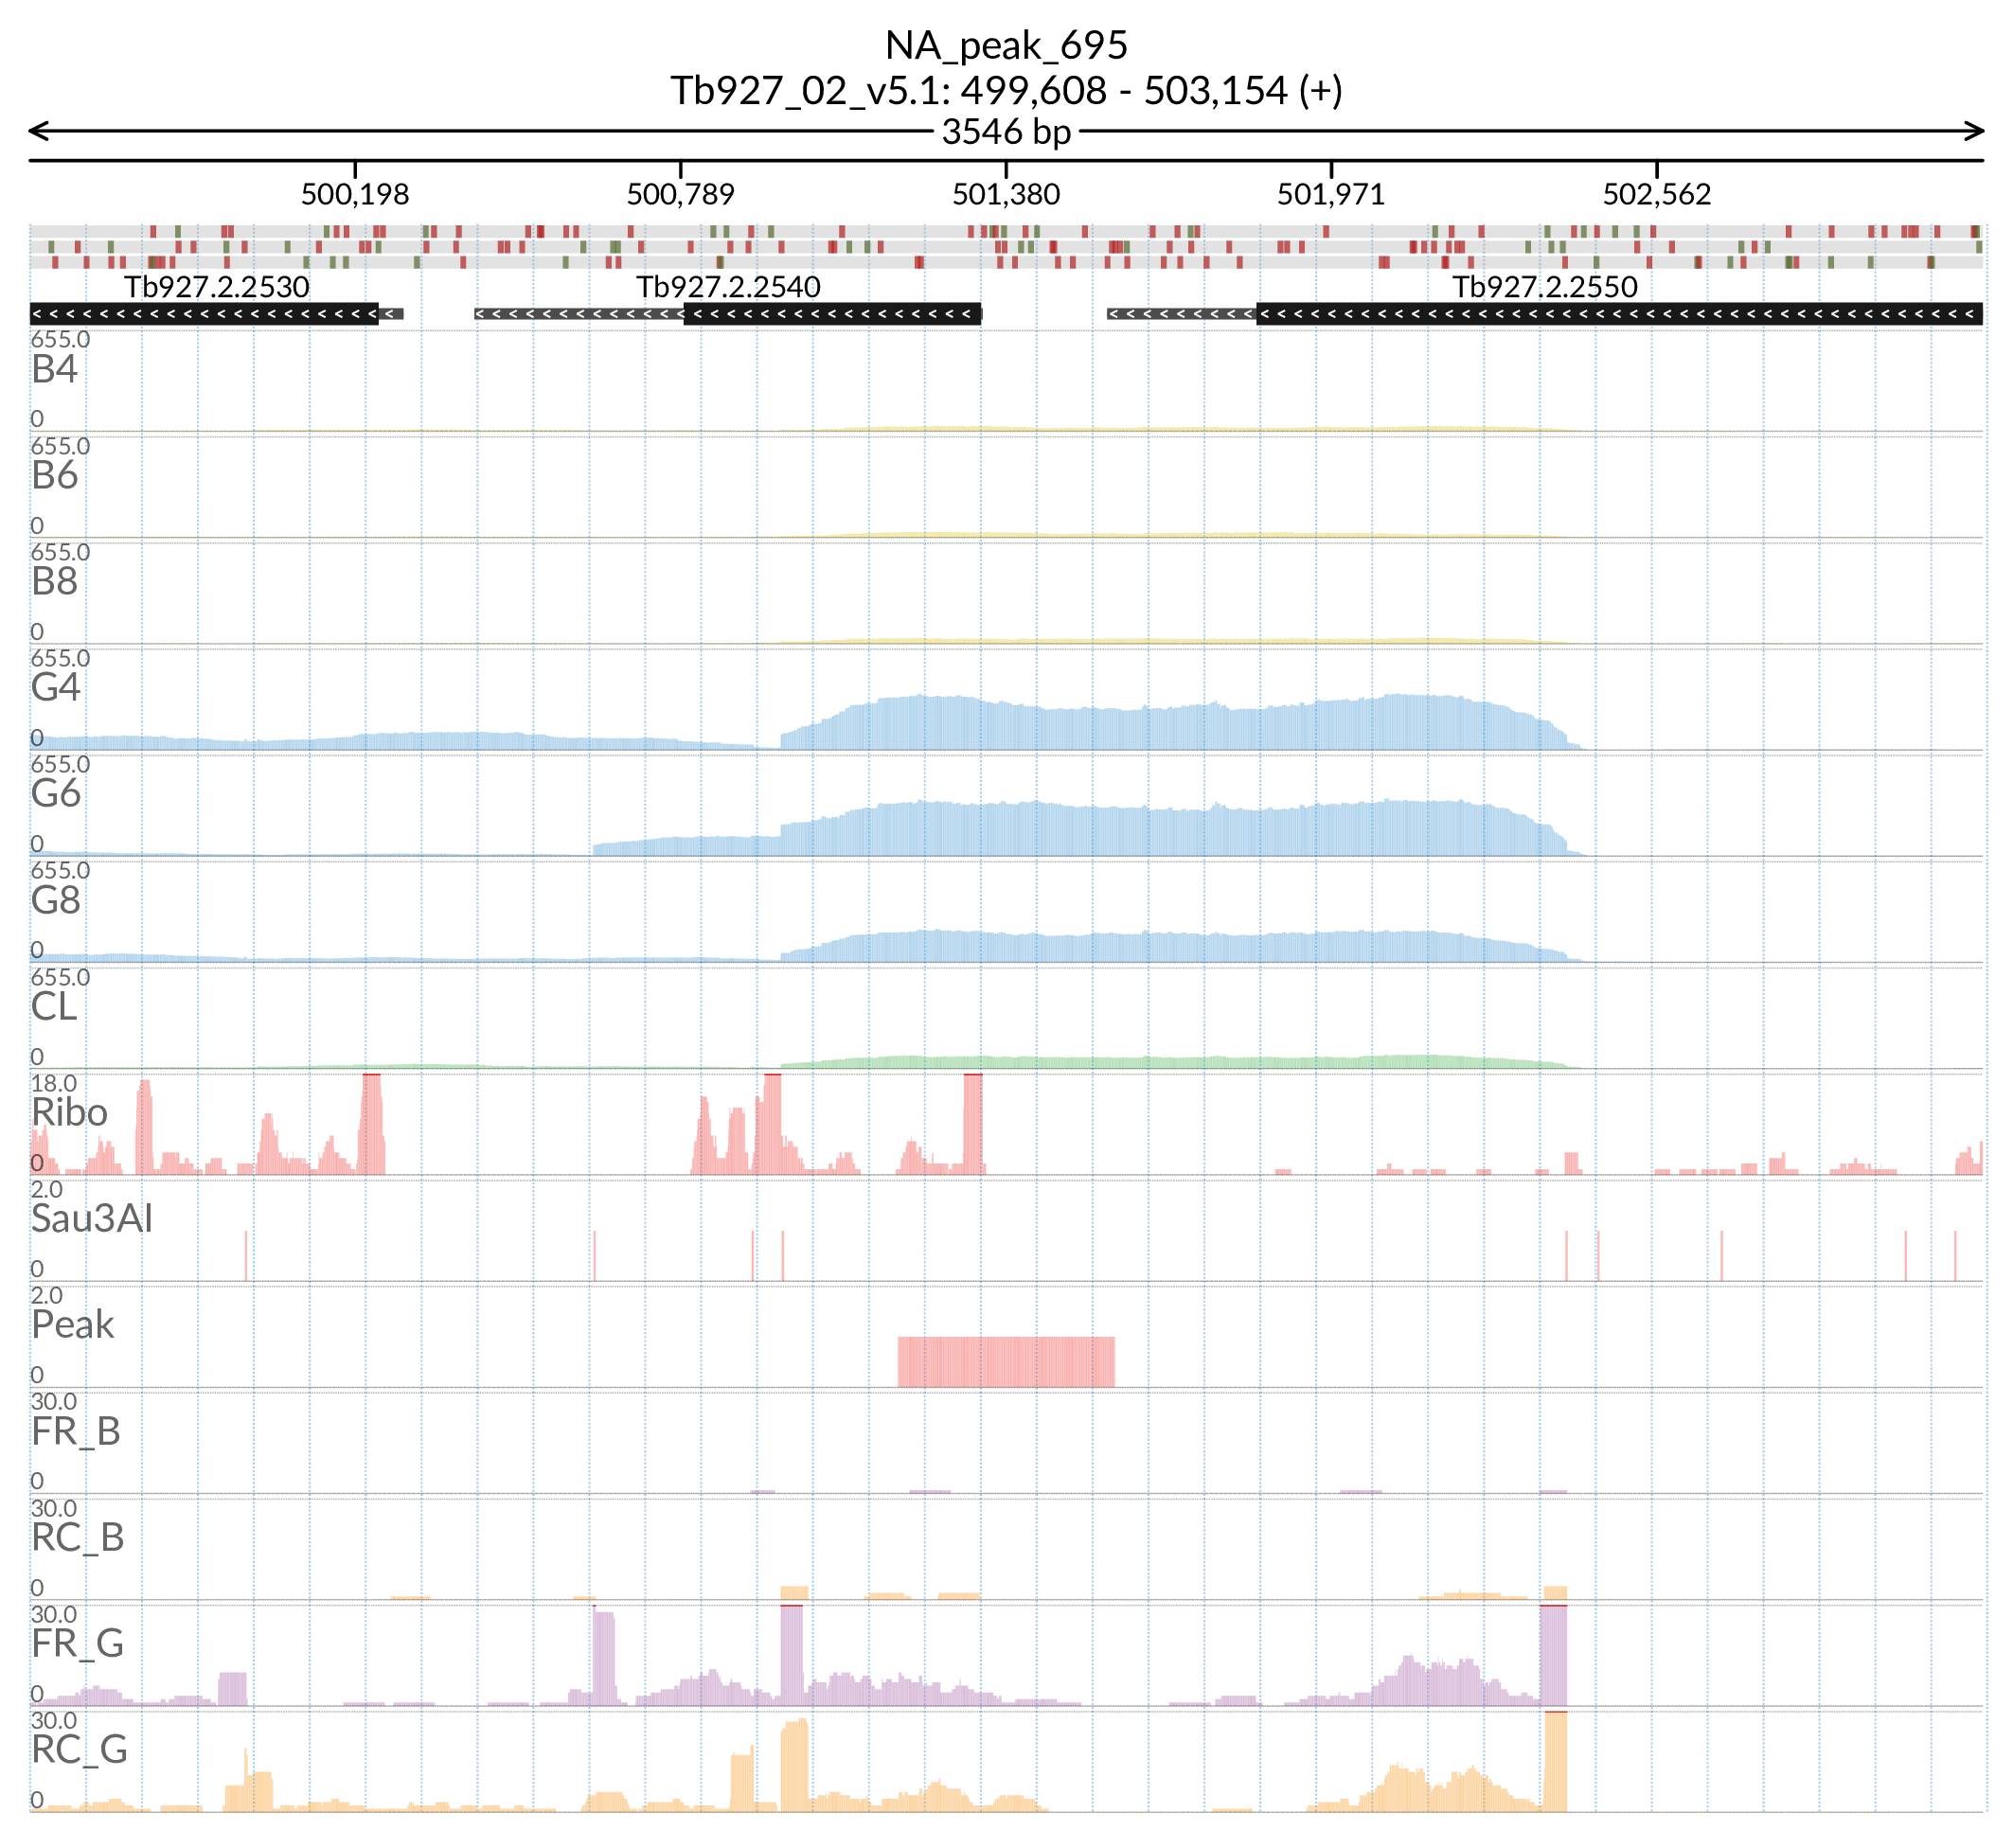 NA_peak_695
Tb927_02_v5.1: 499,608 - 503,154 (+)
3546 bp
500,198 500,789 501,380 501,971 502,562
Tb927.2.2530 Tb927.2.2540 Tb927.2.2550
655.0
B4
0
655.0
B6
0
655.0
B8
0
655.0
G4
0
655.0
G6
0
655.0
G8
0
655.0
CL
0
18.0
Ribo
0
2.0
Sau3AI
0
2.0
Peak
0
30.0
FR_B
0
30.0
RC_B
0
30.0
FR_G
0
30.0
RC_G
0